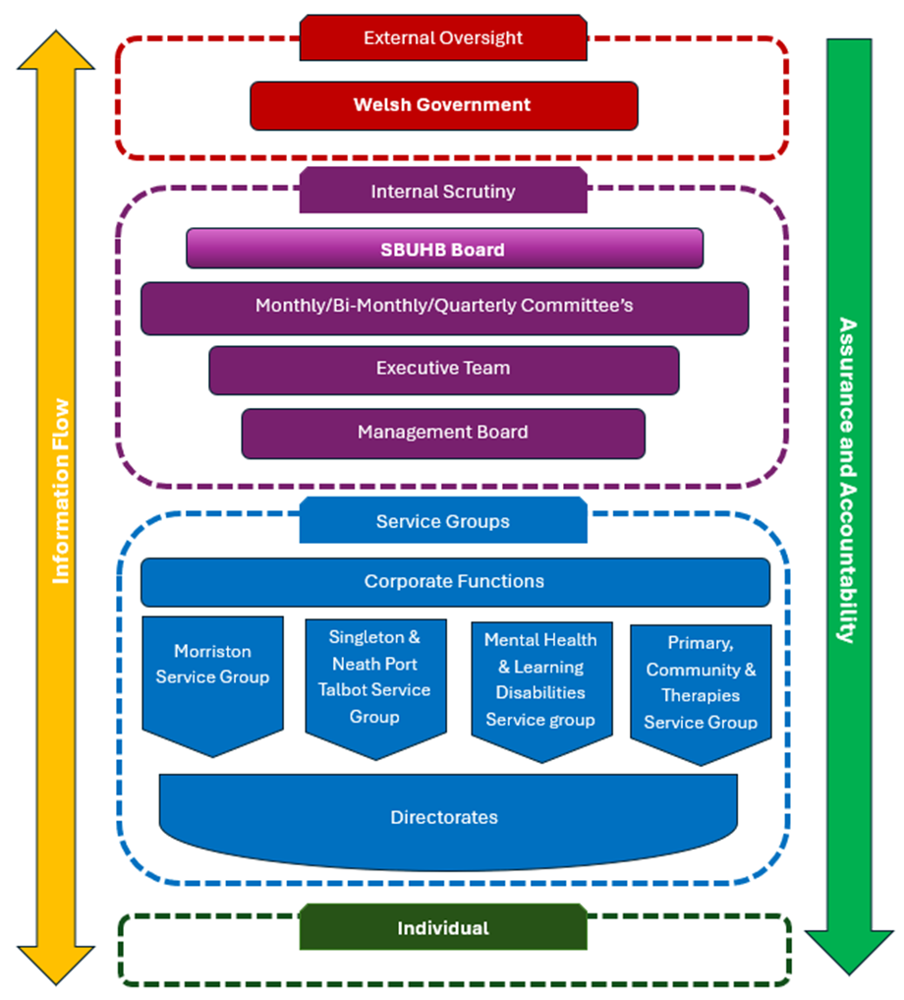 External Oversight
Welsh Government
Internal Scrutiny
SBUHB Board
Monthly/Bi-Monthly/Quarterly Committee’s
Executive Team
Management Board
Information Flow
Assurance and Accountability
Service Groups
Corporate Functions
Morriston
Service Group
Singleton &
Neath Port
Talbot Service
Group
Mental Health
& Learning
Disabilities
Service group
Primary,
Community &
Therapies
Service Group
Directorates
Individual